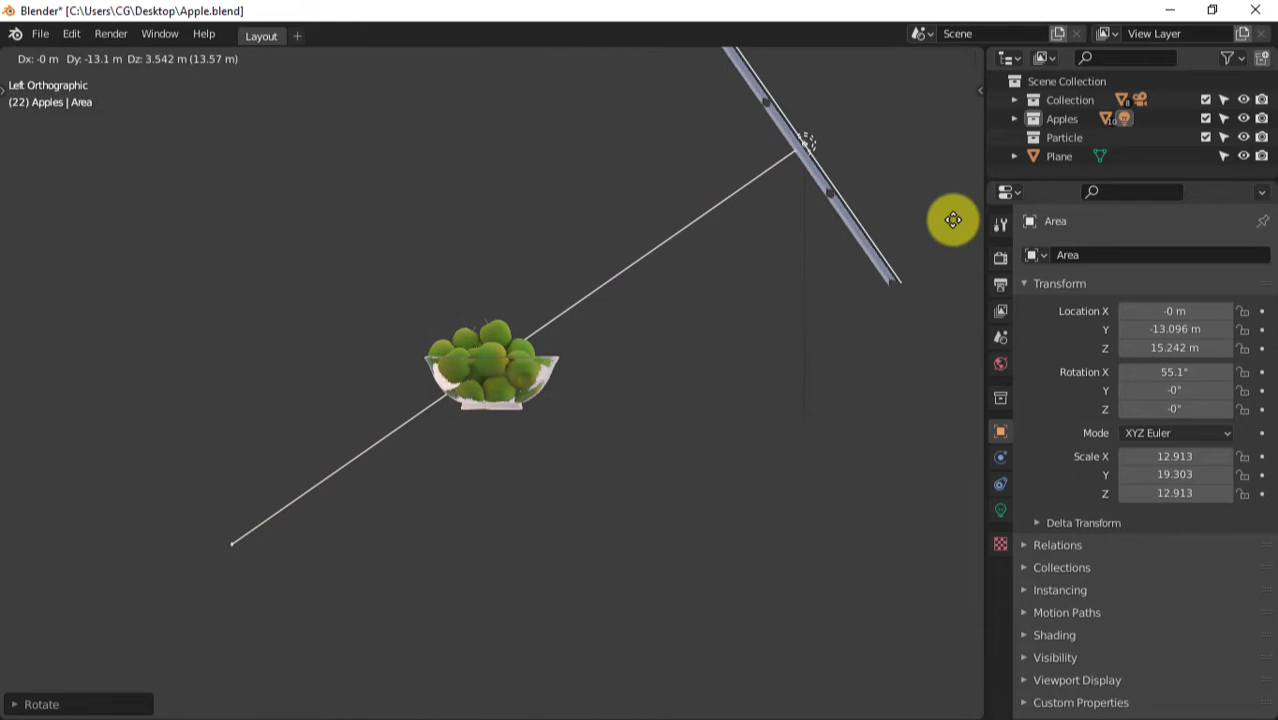 Blender* [C:\Users\CG\Desktop\Apple.blend]
File Edit Render Window Help Layout + Scene View Layer
Dx: -0 m Dy: -13.1 m Dz: 3.542 m (13.57 m)
Left Orthographic
(22) Apples | Area
Scene Collection
Collection 8
Apples 10
Particle
Plane
Area
Area
Transform
Location X -0 m
Y -13.096 m
Z 15.242 m
Rotation X 55.1°
Y -0°
Z -0°
Mode XYZ Euler
Scale X 12.913
Y 19.303
Z 12.913
Delta Transform
Relations
Collections
Instancing
Motion Paths
Shading
Visibility
Viewport Display
Custom Properties
Rotate